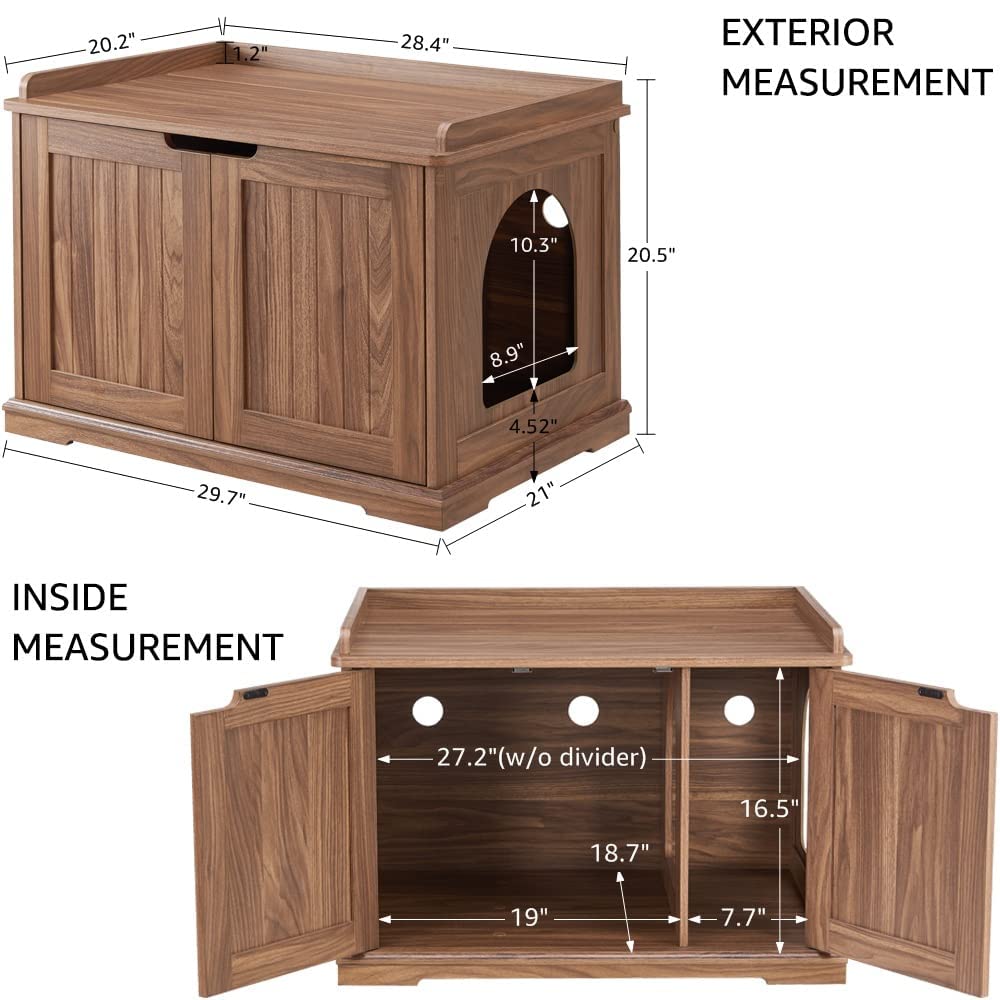 EXTERIOR
MEASUREMENT
20.2"
28.4"
1.2"
10.3"
20.5"
8.9"
4.52"
29.7"
21"
INSIDE
MEASUREMENT
27.2"(w/o divider)
16.5"
18.7"
19"
7.7"